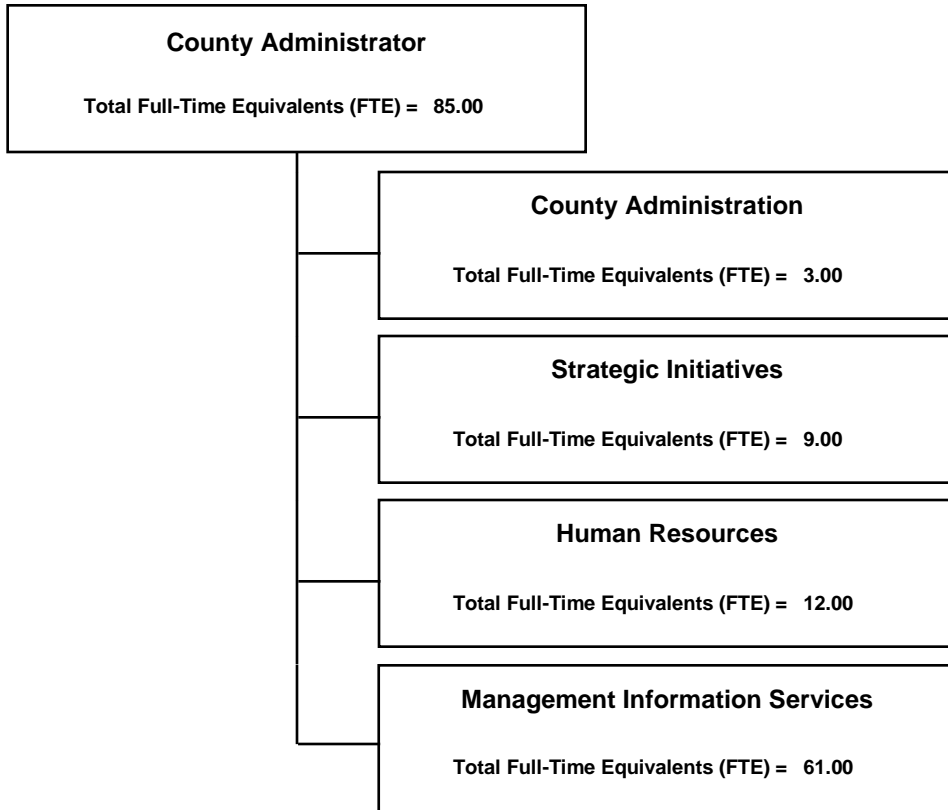 County Administrator
Total Full-Time Equivalents (FTE) = 85.00
County Administration
Total Full-Time Equivalents (FTE) = 3.00
Strategic Initiatives
Total Full-Time Equivalents (FTE) = 9.00
Human Resources
Total Full-Time Equivalents (FTE) = 12.00
Management Information Services
Total Full-Time Equivalents (FTE) = 61.00